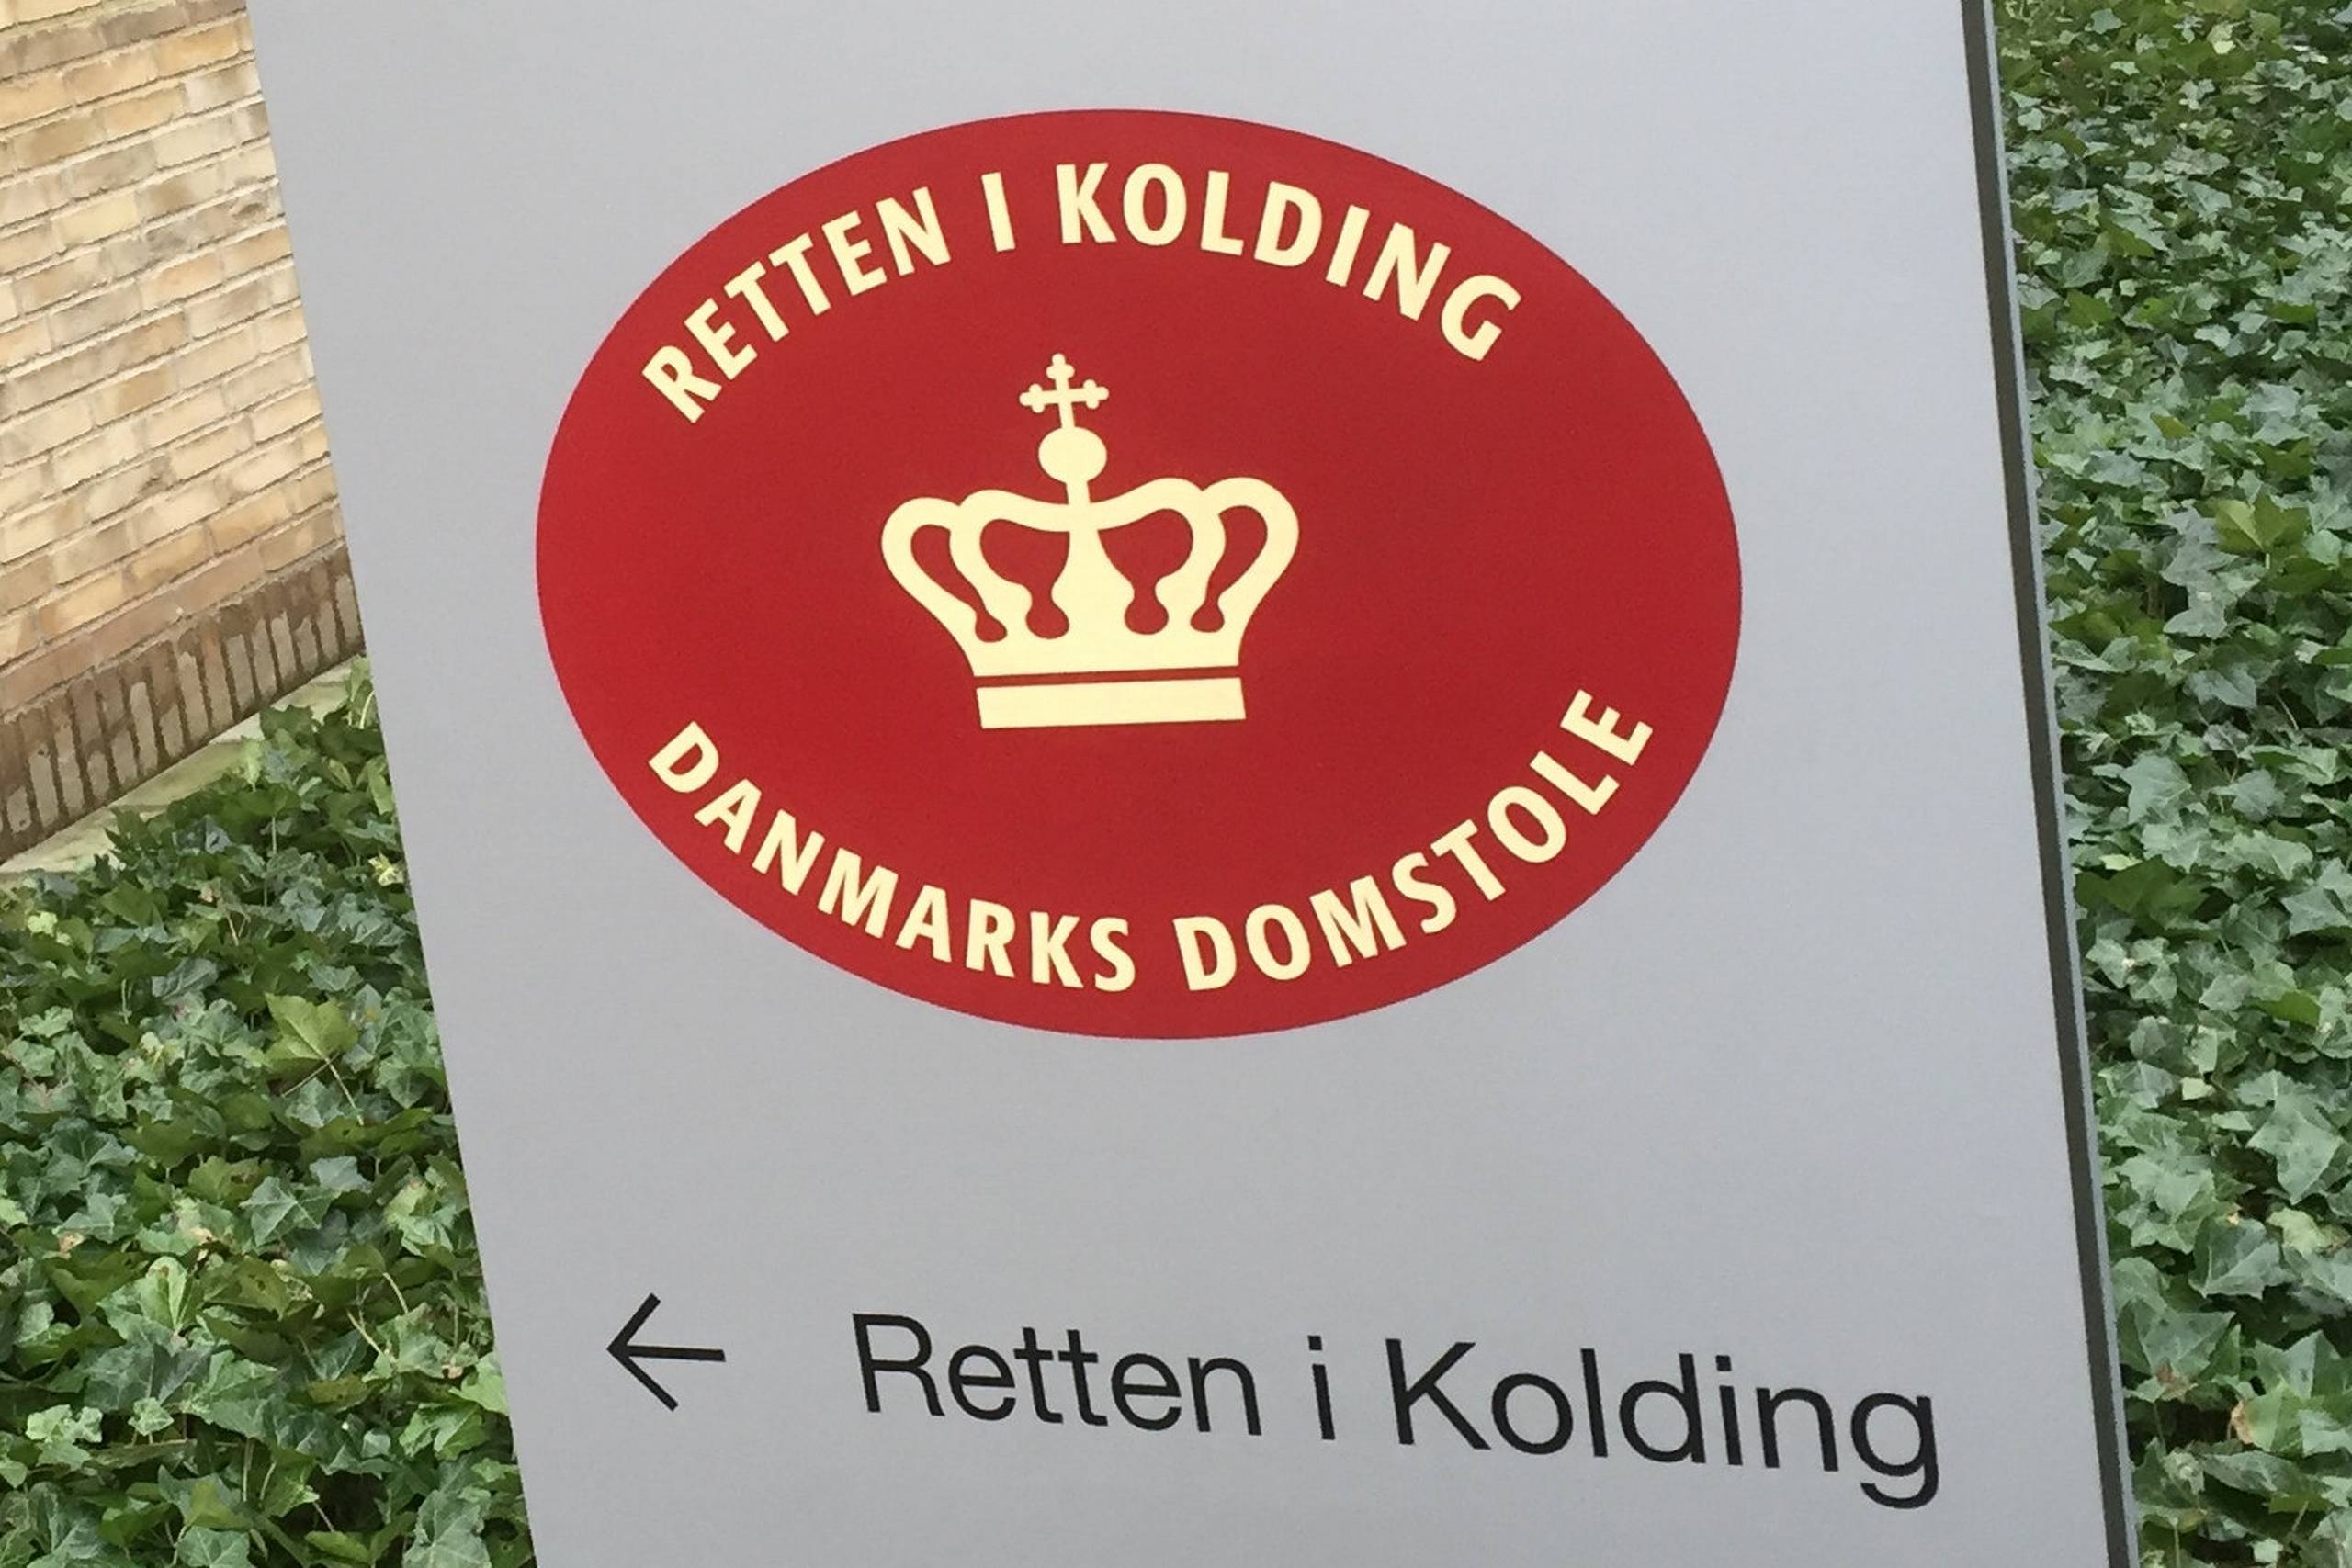 RETTEN I KOLDING
DANMARKS DOMSTOLE
← Retten i Kolding